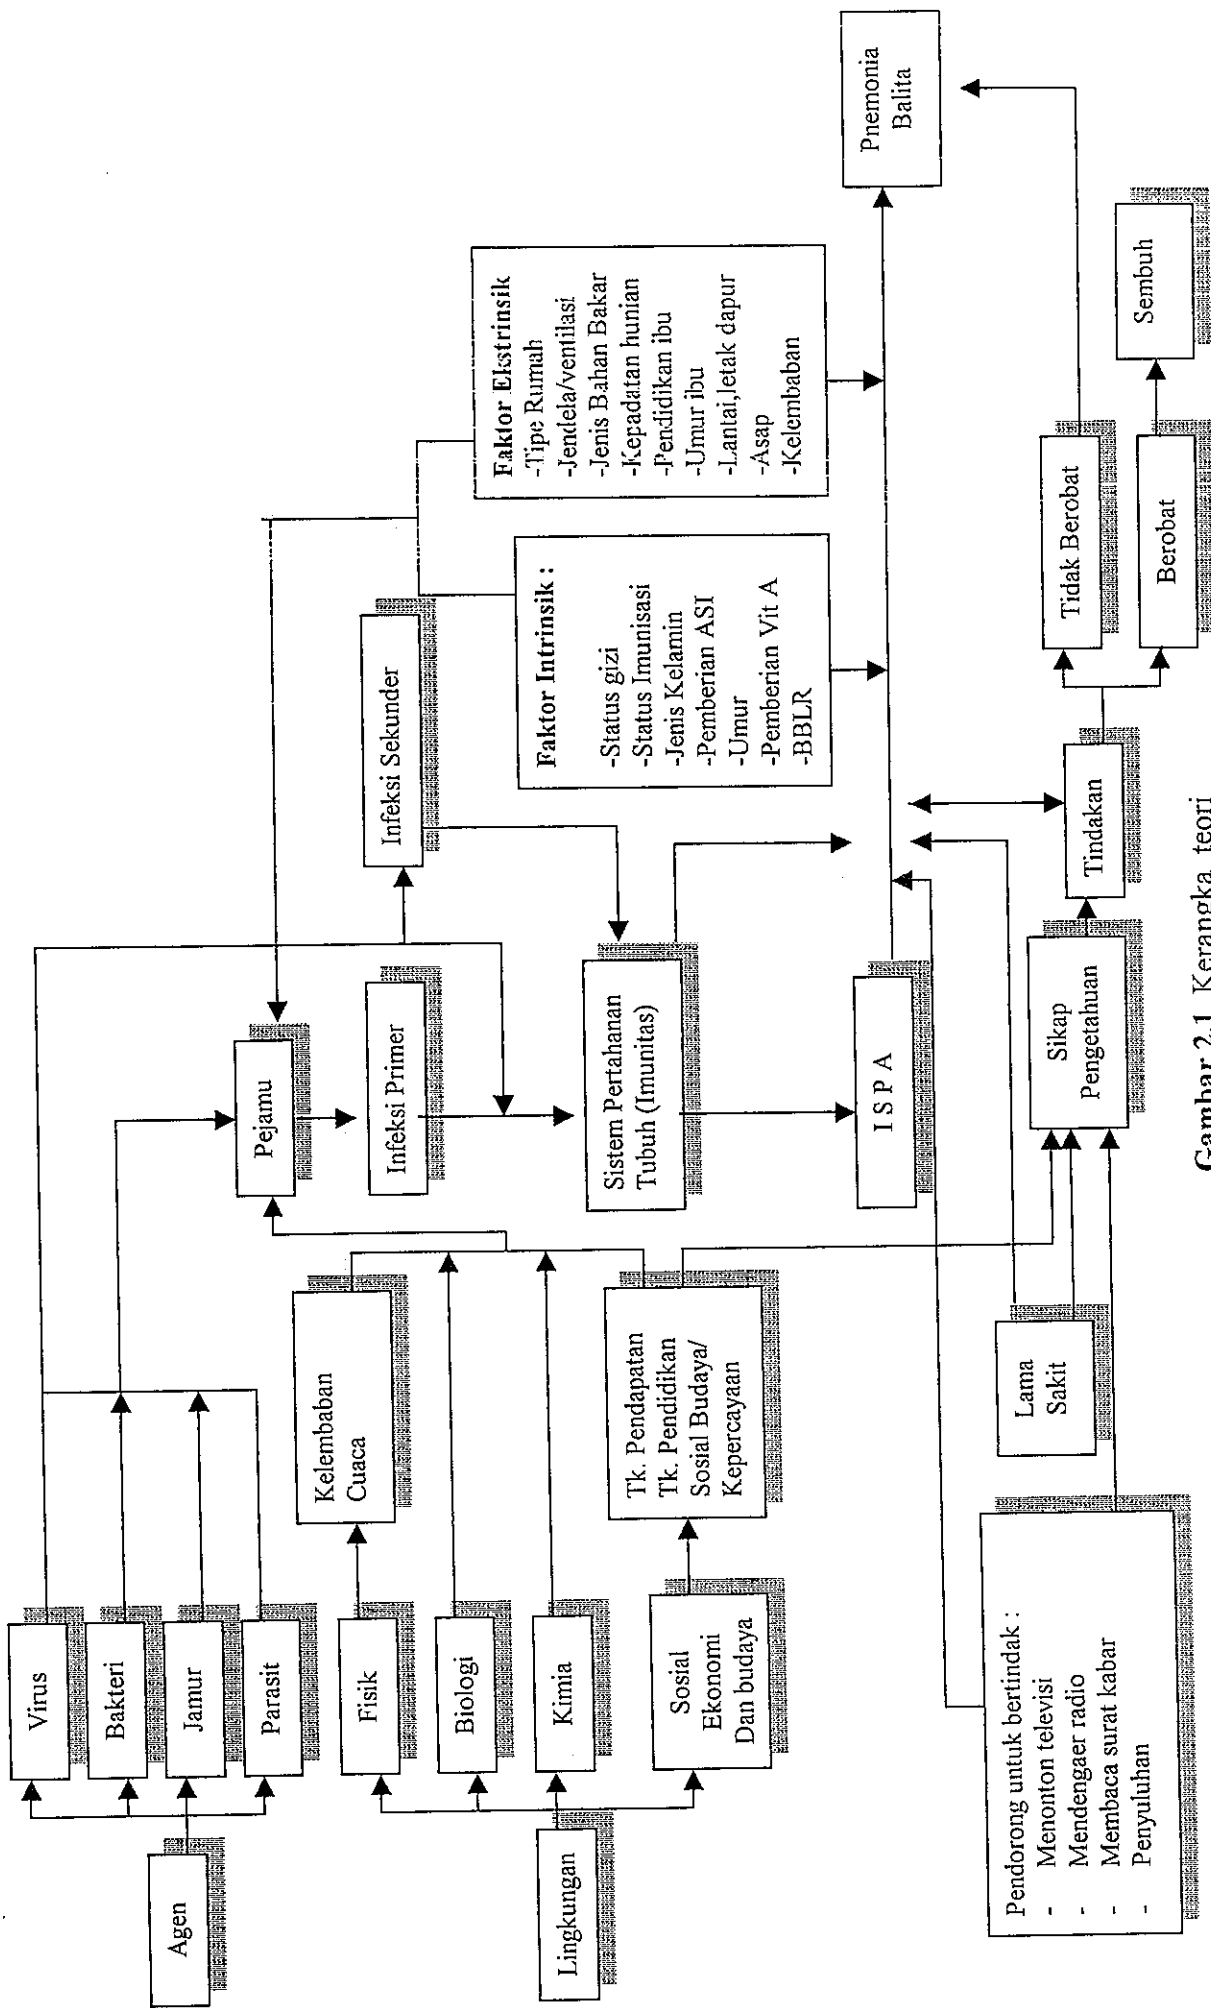 Agen
Virus
Bakteri
Jamur
Parasit
Lingkungan
Fisik
Biologi
Kimia
Sosial
Ekonomi
Dan budaya
Kelembaban
Cuaca
Tk. Pendapatan
Tk. Pendidikan
Sosial Budaya/
Kepercayaan
Pejamu
Infeksi Primer
Infeksi Sekunder
Sistem Pertahanan
Tubuh (Imunitas)
I S P A
Faktor Intrinsik :
-Status gizi
-Status Imunisasi
-Jenis Kelamin
-Pemberian ASI
-Umur
-Pemberian Vit A
-BBLR
Faktor Ekstrinsik
-Tipe Rumah
-Jendela/ventilasi
-Jenis Bahan Bakar
-Kepadatan hunian
-Pendidikan ibu
-Umur ibu
-Lantai,letak dapur
-Asap
-Kelembaban
Pnemonia
Balita
Pendorong untuk bertindak :
- Menonton televisi
- Mendengaer radio
- Membaca surat kabar
- Penyuluhan
Lama
Sakit
Sikap
Pengetahuan
Tindakan
Tidak Berobat
Berobat
Sembuh
Gambar 2.1 Kerangka teori